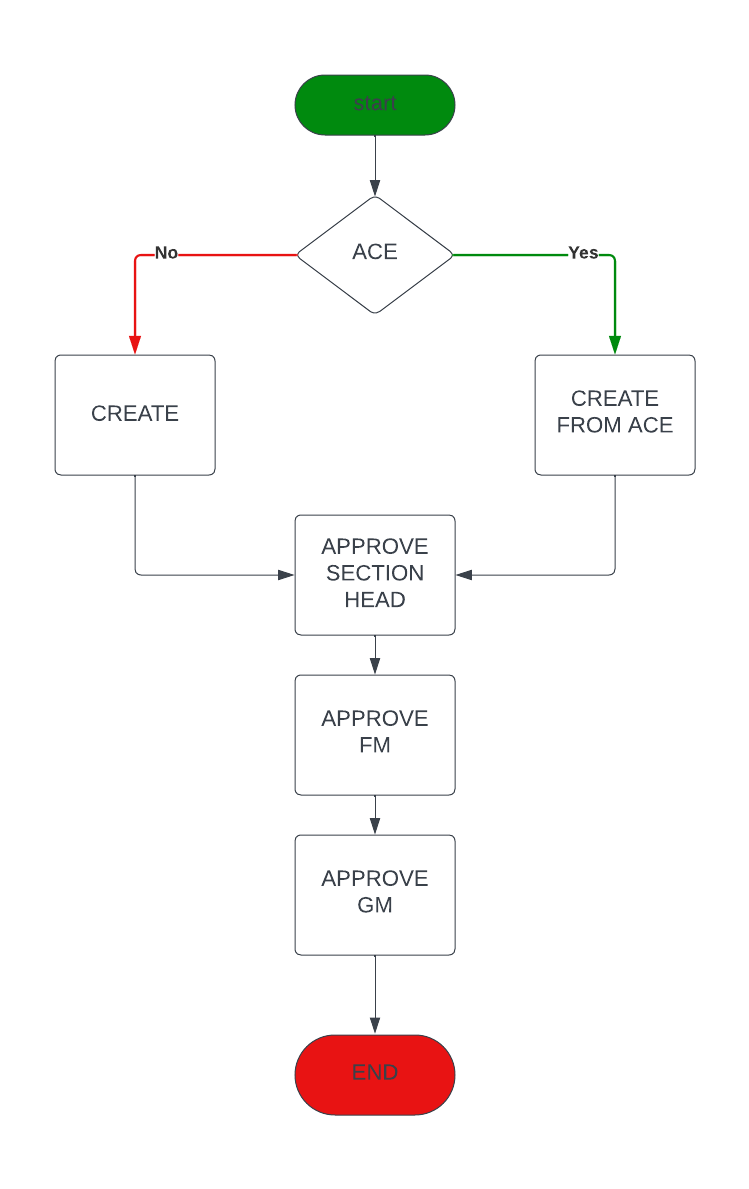 start
ACE
No
Yes
CREATE
CREATE
FROM ACE
APPROVE
SECTION
HEAD
APPROVE
FM
APPROVE
GM
END